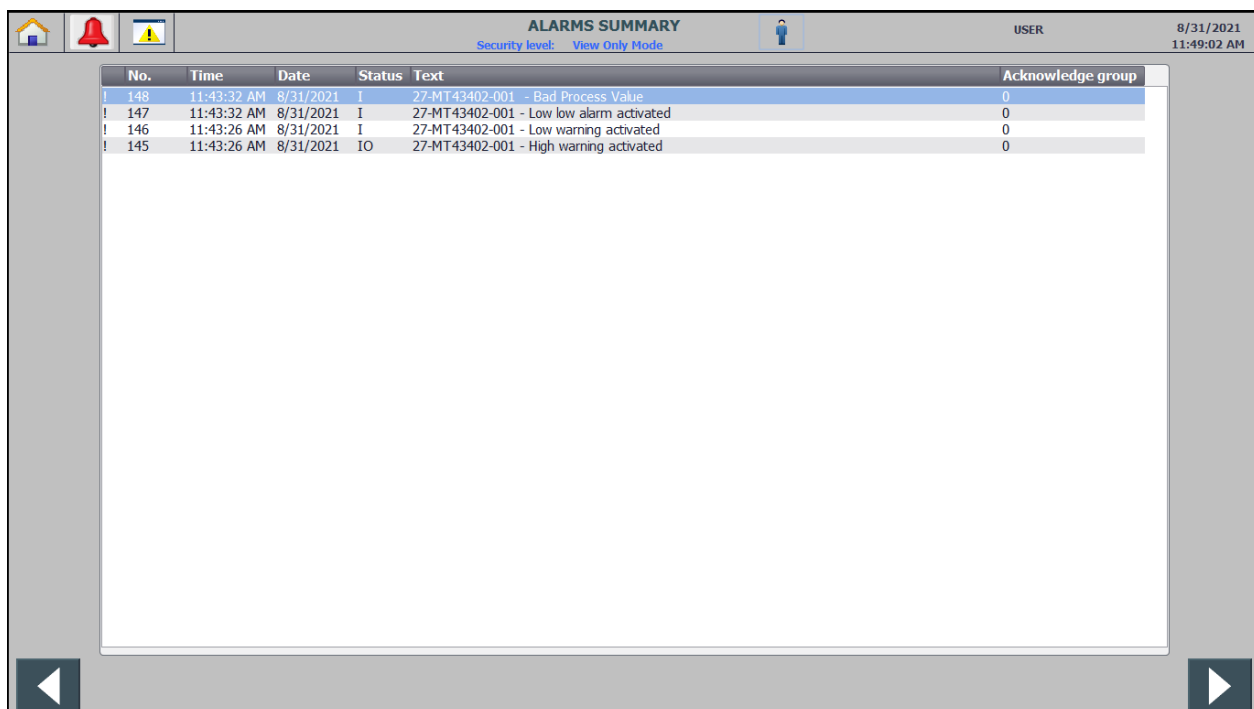 ALARMS SUMMARY
Security level: View Only Mode
USER
8/31/2021
11:49:02 AM
No. Time Date Status Text Acknowledge group
! 148 11:43:32 AM 8/31/2021 I 27-MT43402-001 - Bad Process Value 0
! 147 11:43:32 AM 8/31/2021 I 27-MT43402-001 - Low low alarm activated 0
! 146 11:43:26 AM 8/31/2021 I 27-MT43402-001 - Low warning activated 0
! 145 11:43:26 AM 8/31/2021 IO 27-MT43402-001 - High warning activated 0